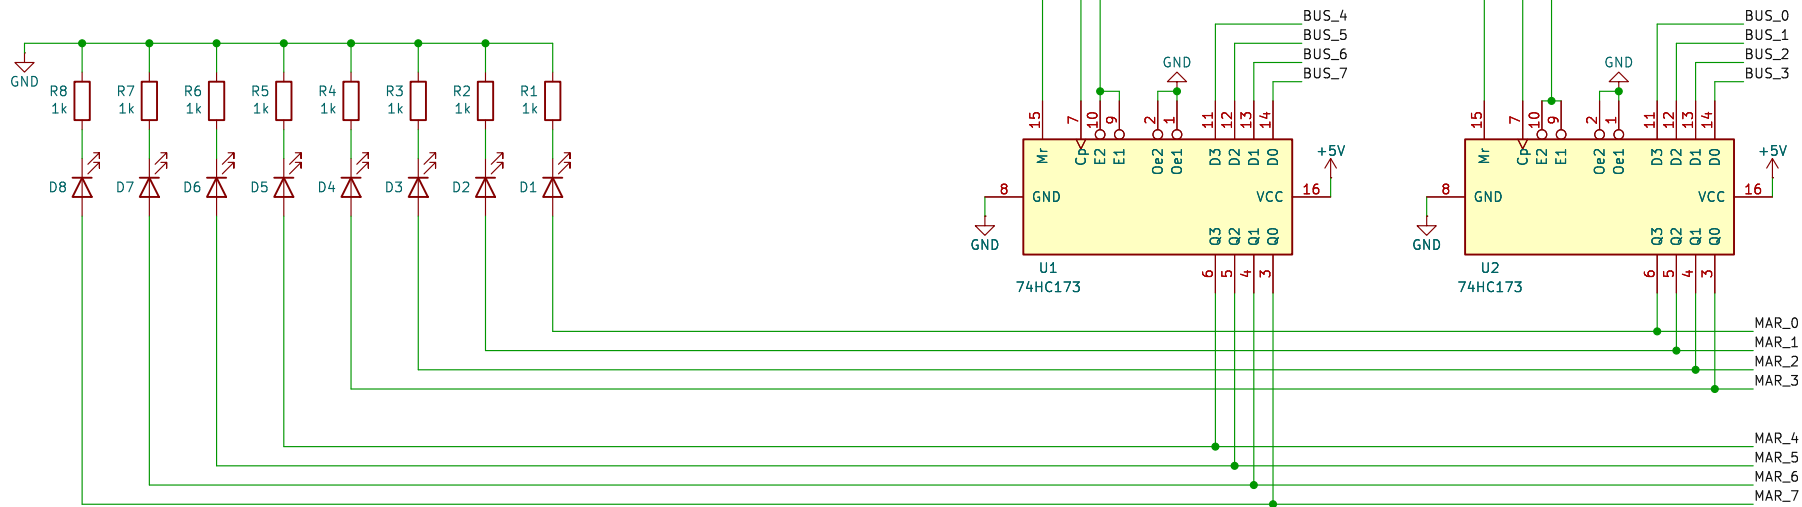 GND
R8 1k
R7 1k
R6 1k
R5 1k
R4 1k
R3 1k
R2 1k
R1 1k
D8
D7
D6
D5
D4
D3
D2
D1
BUS_4
BUS_5
BUS_6
BUS_7
GND
15
7
10
9
2
1
11
12
13
14
Mr
Cp
E2
E1
Oe2
Oe1
D3
D2
D1
D0
8
GND
GND
VCC
16
+5V
Q3
Q2
Q1
Q0
6
5
4
3
U1
74HC173
BUS_0
BUS_1
BUS_2
BUS_3
GND
15
7
10
9
2
1
11
12
13
14
Mr
Cp
E2
E1
Oe2
Oe1
D3
D2
D1
D0
8
GND
GND
VCC
16
+5V
Q3
Q2
Q1
Q0
6
5
4
3
U2
74HC173
MAR_0
MAR_1
MAR_2
MAR_3
MAR_4
MAR_5
MAR_6
MAR_7